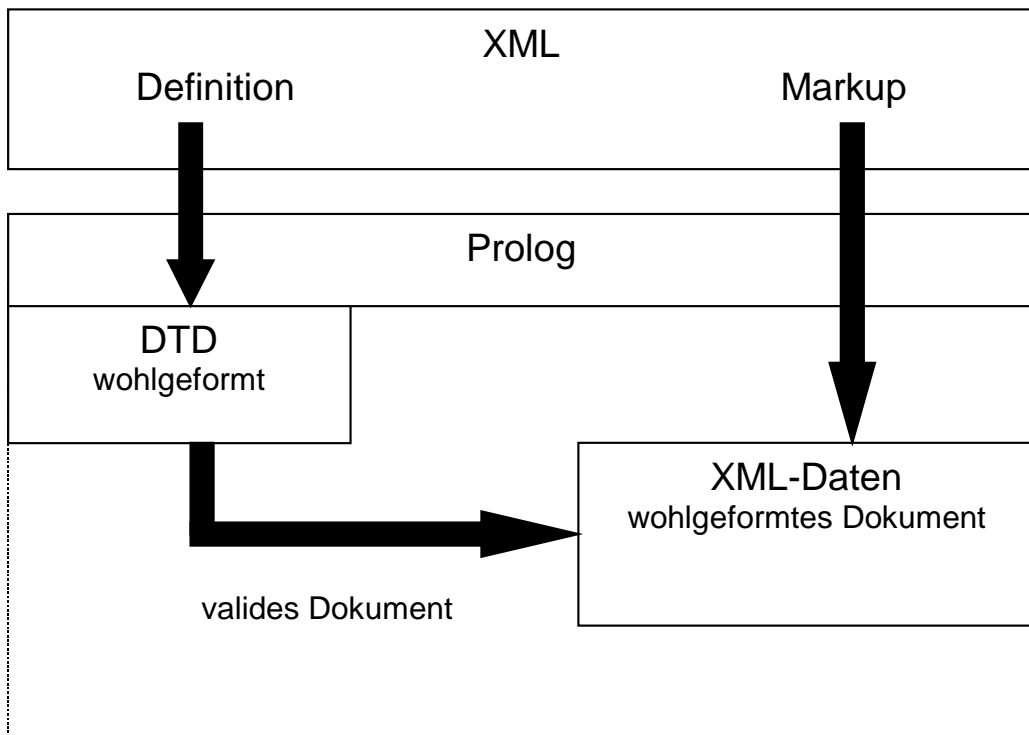 XML
Definition
Markup
Prolog
DTD
wohlgeformt
XML-Daten
wohlgeformtes Dokument
valides Dokument